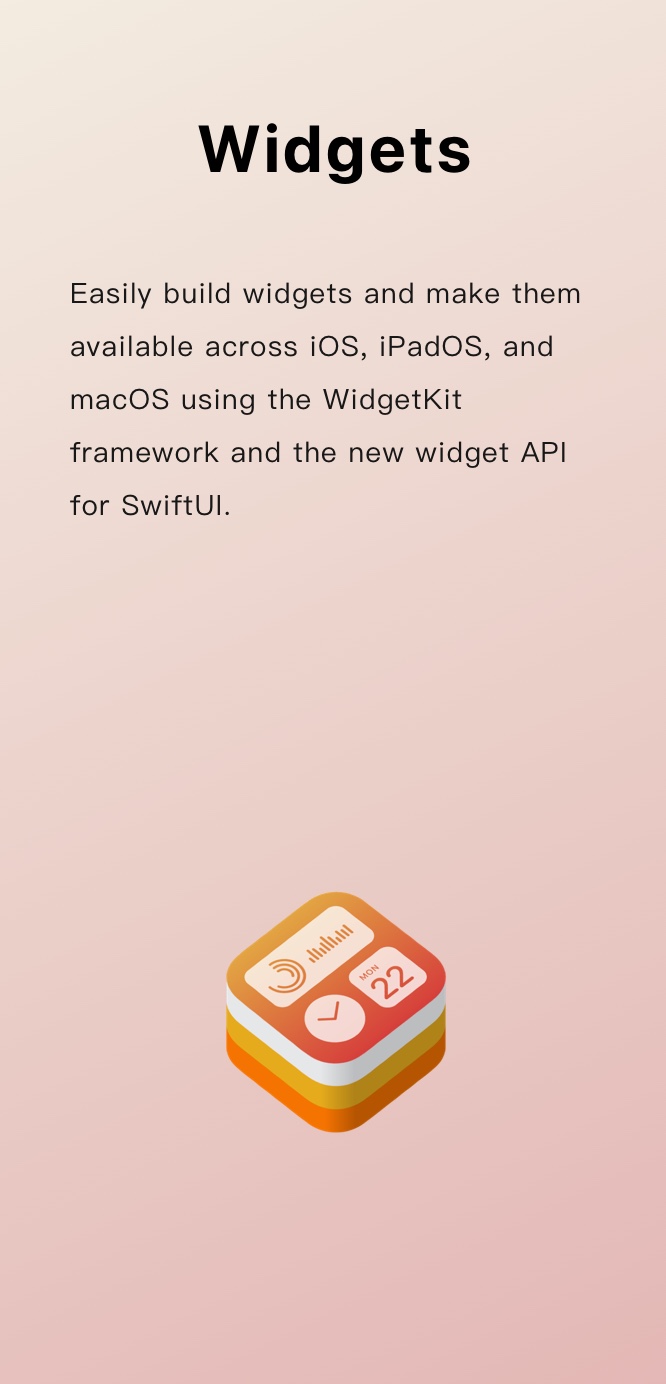 Widgets
Easily build widgets and make them
available across iOS, iPadOS, and
macOS using the WidgetKit
framework and the new widget API
for SwiftUI.
MON
22